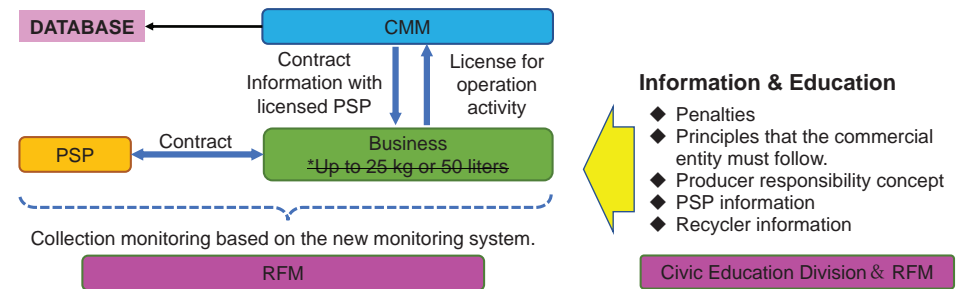 DATABASE
CMM
Contract
Information with
licensed PSP
License for
operation
activity
PSP
Contract
Business
*Up to 25 kg or 50 liters
Collection monitoring based on the new monitoring system.
RFM
Information & Education
◆ Penalties
◆ Principles that the commercial
entity must follow.
◆ Producer responsibility concept
◆ PSP information
◆ Recycler information
Civic Education Division & RFM